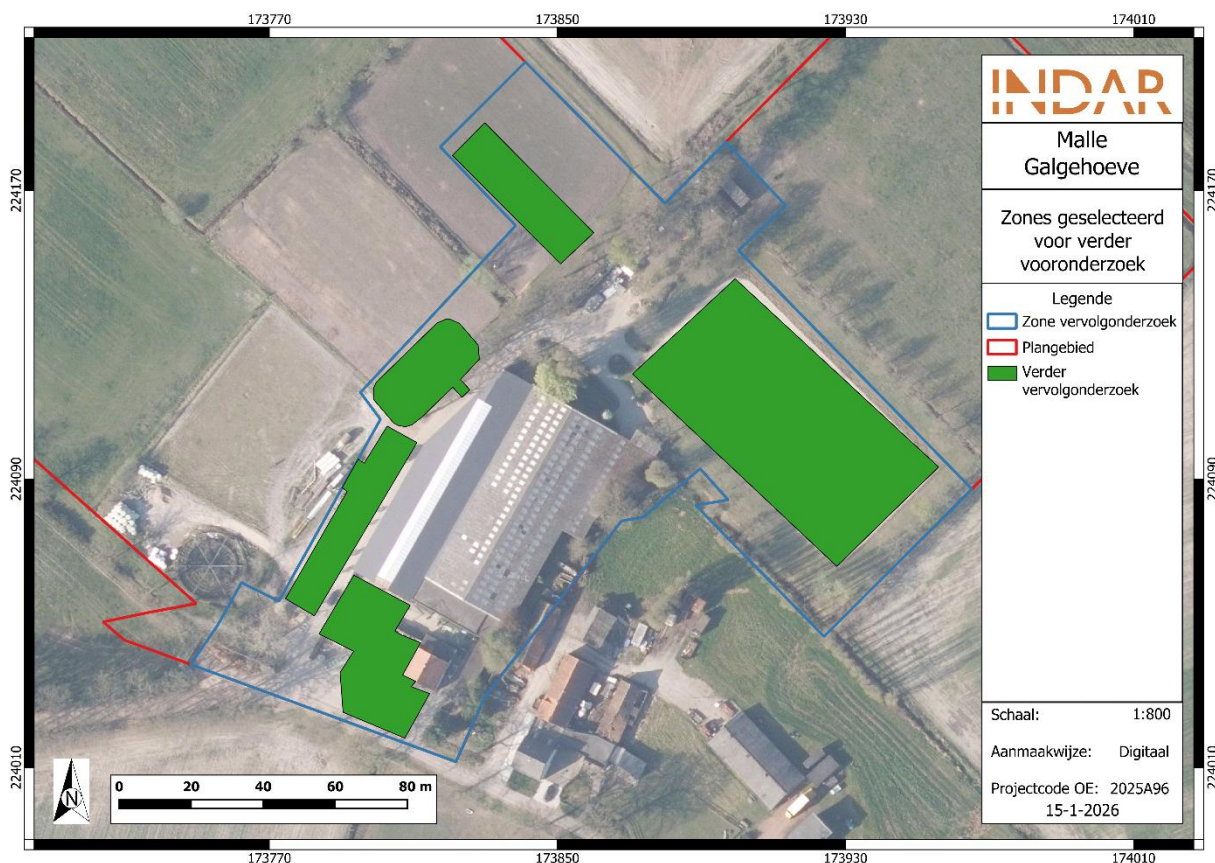 173770 173850 173930 174010
224170
224090
224010
224170
224090
224010
INDAR
Malle
Galgehoeve
Zones geselecteerd
voor verder
vooronderzoek
Legende
Zone vervolgonderzoek
Plangebied
Verder
vervolgonderzoek
Schaal: 1:800
Aanmaakwijze: Digitaal
Projectcode OE: 2025A96
15-1-2026
N
0 20 40 60 80 m
173770 173850 173930 174010